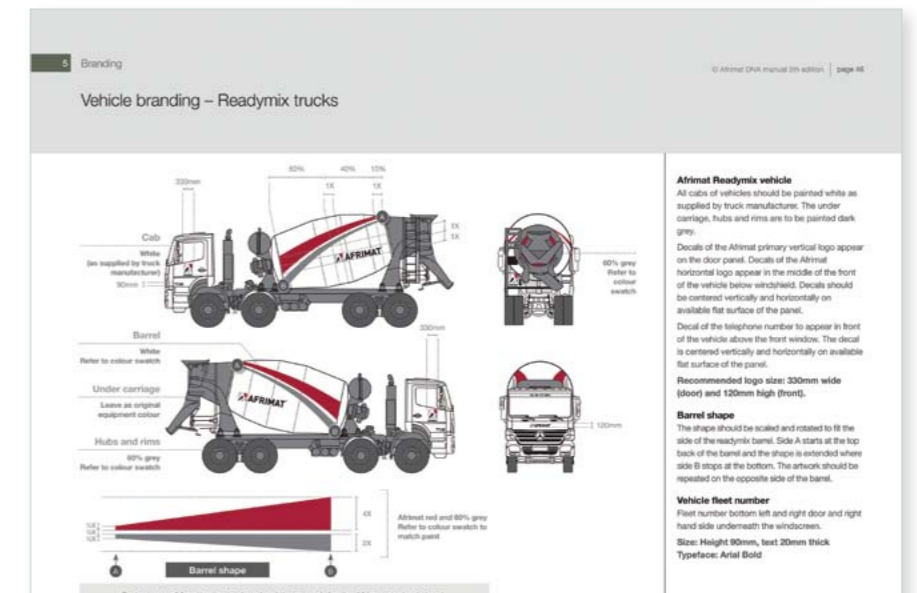 5 Branding
© Afrimat DNA manual 5th edition | page 48
Vehicle branding – Readymix trucks
330mm
50% 40% 10%
1X 1X
1X
1X
Cab
White
(as supplied by truck
manufacturer)
90mm
AFRIMAT
60% grey
Refer to
colour
swatch
330mm
Barrel
White
Refer to colour swatch
Under carriage
Leave as original
equipment colour
Hubs and rims
60% grey
Refer to colour swatch
AFRIMAT
120mm
4X
2X
Afrimat red and 60% grey
Refer to colour swatch to
match paint
A
B
Barrel shape
Afrimat Readymix vehicle
All cabs of vehicles should be painted white as
supplied by truck manufacturer. The under
carriage, hubs and rims are to be painted dark
grey.
Decals of the Afrimat primary vertical logo appear
on the door panel. Decals of the Afrimat
horizontal logo appear in the middle of the front
of the vehicle below windshield. Decals should
be centered vertically and horizontally on
available flat surface of the panel.
Decal of the telephone number to appear in front
of the vehicle above the front window. The decal
is centered vertically and horizontally on available
flat surface of the panel.
Recommended logo size: 330mm wide
(door) and 120mm high (front).
Barrel shape
The shape should be scaled and rotated to fit the
side of the readymix barrel. Side A starts at the top
back of the barrel and the shape is extended where
side B stops at the bottom. The artwork should be
repeated on the opposite side of the barrel.
Vehicle fleet number
Fleet number bottom left and right door and right
hand side underneath the windscreen.
Size: Height 90mm, text 20mm thick
Typeface: Arial Bold